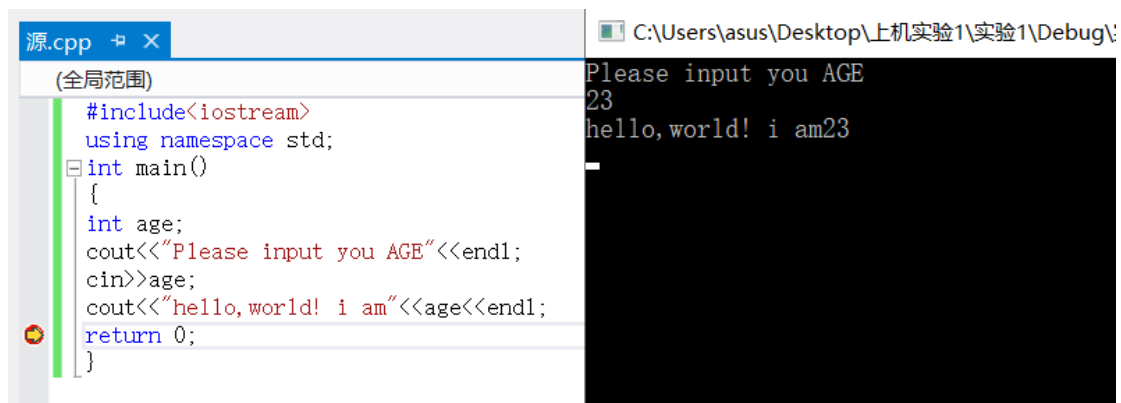 源.cpp
(全局范围)
#include<iostream>
using namespace std;
int main()
{
int age;
cout<<"Please input you AGE"<<endl;
cin>>age;
cout<<"hello,world! i am"<<age<<endl;
return 0;
}
C:\Users\asus\Desktop\上机实验1\实验1\Debug\
Please input you AGE
23
hello,world! i am23